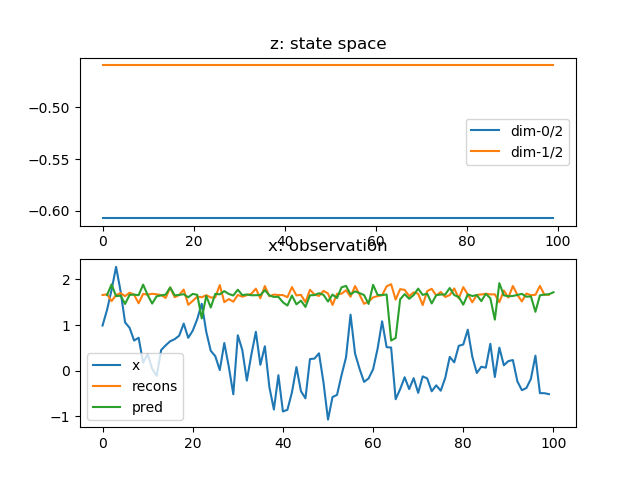 z: state space
−0.50
−0.55
−0.60
dim-0/2
dim-1/2
0 20 40 60 80 100
x: observation
2
1
0
−1
x
recons
pred
0 20 40 60 80 100